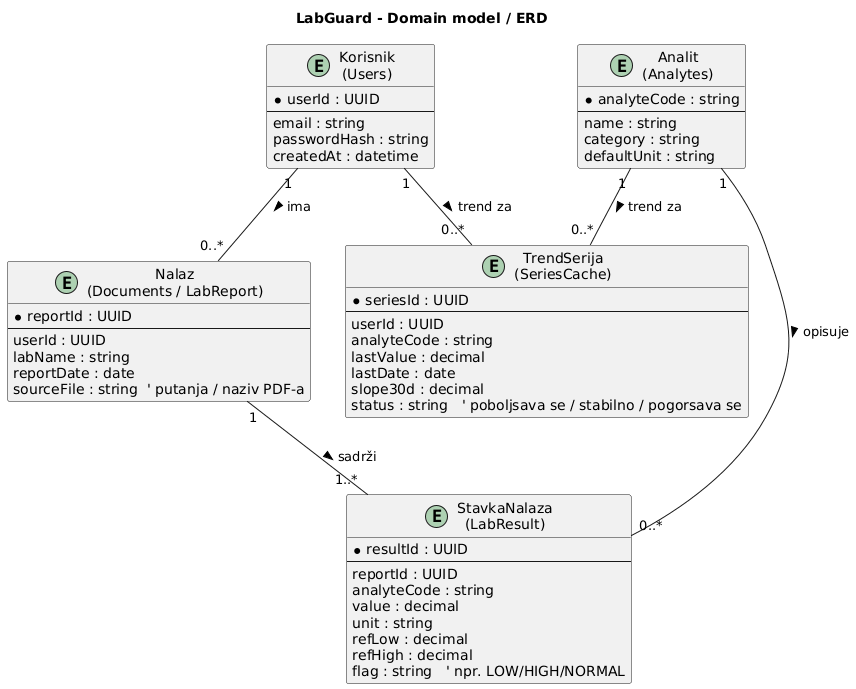 LabGuard - Domain model / ERD
E Korisnik
(Users)
* userId : UUID
email : string
passwordHash : string
createdAt : datetime
E Analit
(Analytes)
* analyteCode : string
name : string
category : string
defaultUnit : string
1
ima
0..*
1
trend za
0..*
1
trend za
0..*
1
opisuje
0..*
E Nalaz
(Documents / LabReport)
* reportId : UUID
userId : UUID
labName : string
reportDate : date
sourceFile : string ' putanja / naziv PDF-a
E TrendSerija
(SeriesCache)
* seriesId : UUID
userId : UUID
analyteCode : string
lastValue : decimal
lastDate : date
slope30d : decimal
status : string ' poboljsava se / stabilno / pogorsava se
1
sadrži
1..*
E StavkaNalaza
(LabResult)
* resultId : UUID
reportId : UUID
analyteCode : string
value : decimal
unit : string
refLow : decimal
refHigh : decimal
flag : string ' npr. LOW/HIGH/NORMAL